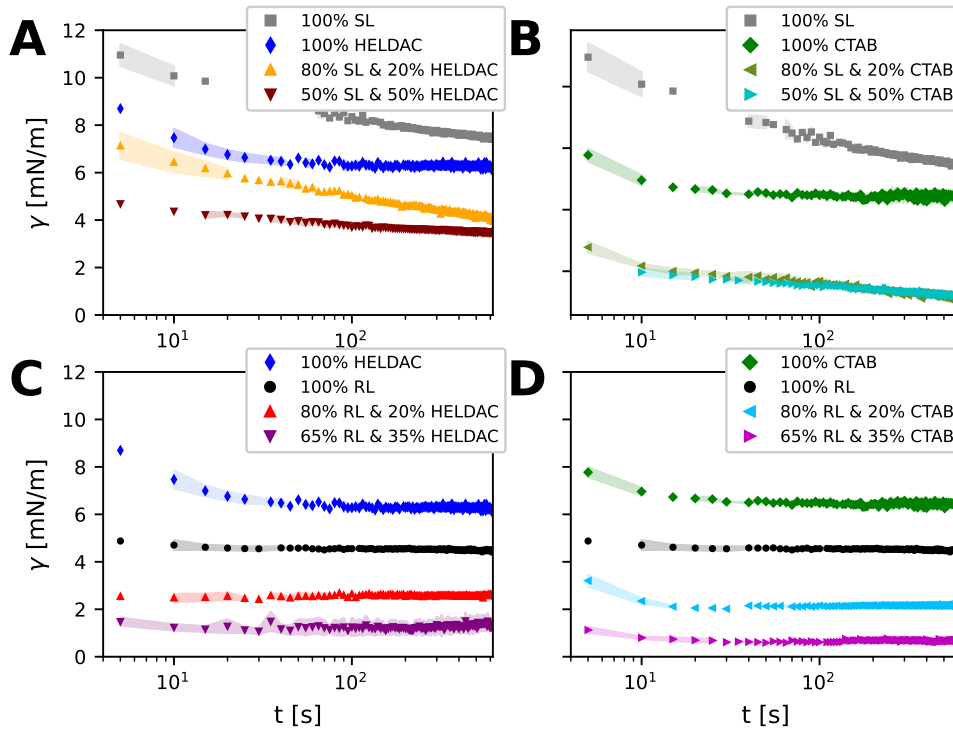 A
100% SL
100% HELDAC
80% SL & 20% HELDAC
50% SL & 50% HELDAC
12
10
8
6
4
2
0
γ [mN/m]
10¹
10²
B
100% SL
100% CTAB
80% SL & 20% CTAB
50% SL & 50% CTAB
10¹
10²
C
100% HELDAC
100% RL
80% RL & 20% HELDAC
65% RL & 35% HELDAC
12
10
8
6
4
2
0
γ [mN/m]
10¹
10²
t [s]
D
100% CTAB
100% RL
80% RL & 20% CTAB
65% RL & 35% CTAB
10¹
10²
t [s]